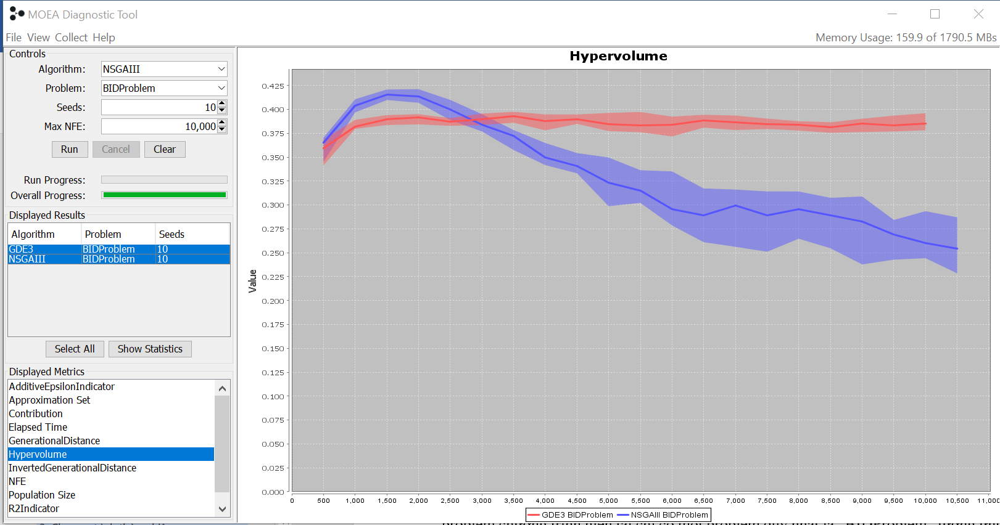 MOEA Diagnostic Tool
File View Collect Help
Memory Usage: 159.9 of 1790.5 MBs
Controls
Algorithm: NSGAIII
Problem: BIDProblem
Seeds: 10
Max NFE: 10,000
Run Cancel Clear
Run Progress:
Overall Progress:
Displayed Results
Algorithm Problem Seeds
GDE3 BIDProblem 10
NSGAIII BIDProblem 10
Select All Show Statistics
Displayed Metrics
AdditiveEpsilonIndicator
Approximation Set
Contribution
Elapsed Time
GenerationalDistance
Hypervolume
InvertedGenerationalDistance
NFE
Population Size
R2Indicator
Hypervolume
Value
0.425
0.400
0.375
0.350
0.325
0.300
0.275
0.250
0.225
0.200
0.175
0.150
0.125
0.100
0.075
0.050
0.025
0.000
0 500 1,000 1,500 2,000 2,500 3,000 3,500 4,000 4,500 5,000 5,500 6,000 6,500 7,000 7,500 8,000 8,500 9,000 9,500 10,000 10,500 11,000
GDE3 BIDProblem NSGAIII BIDProblem